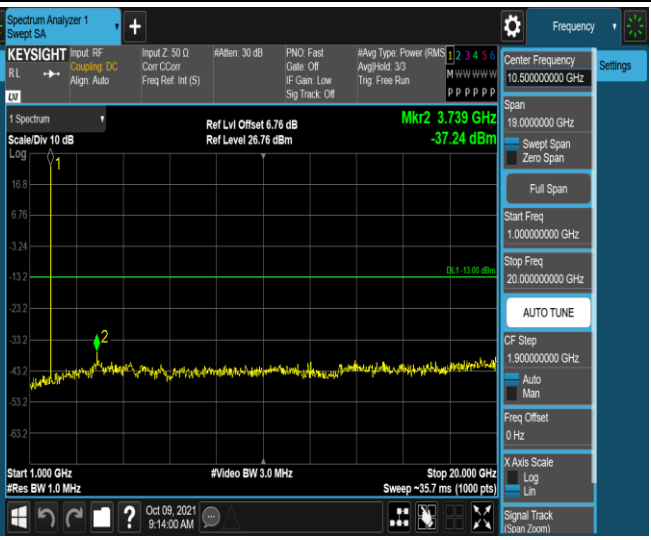 Spectrum Analyzer 1
Swept SA
+
Frequency
KEYSIGHT
RL
LXI
Input: RF
Coupling: DC
Align: Auto
Input Z: 50 Ω
Corr CCorr
Freq Ref: Int (S)
#Atten: 30 dB
PNO: Fast
Gate: Off
IF Gain: Low
Sig Track: Off
#Avg Type: Power (RMS
Avg|Hold: 3/3
Trig: Free Run
1 2 3 4 5 6
M W W W W W
P P P P P P
1 Spectrum
Scale/Div 10 dB
Log
Ref Lvl Offset 6.76 dB
Ref Level 26.76 dBm
Mkr2 3.739 GHz
-37.24 dBm
1
16.8
6.76
-3.24
-13.2
DL1 -13.00 dBm
-23.2
-33.2
2
-43.2
-53.2
-63.2
Start 1.000 GHz
#Res BW 1.0 MHz
#Video BW 3.0 MHz
Stop 20.000 GHz
Sweep ~35.7 ms (1000 pts)
Center Frequency
10.500000000 GHz
Span
19.0000000 GHz
Swept Span
Zero Span
Full Span
Start Freq
1.000000000 GHz
Stop Freq
20.000000000 GHz
AUTO TUNE
CF Step
1.900000000 GHz
Auto
Man
Freq Offset
0 Hz
X Axis Scale
Log
Lin
Signal Track
(Span Zoom)
Settings
?
Oct 09, 2021
9:14:00 AM